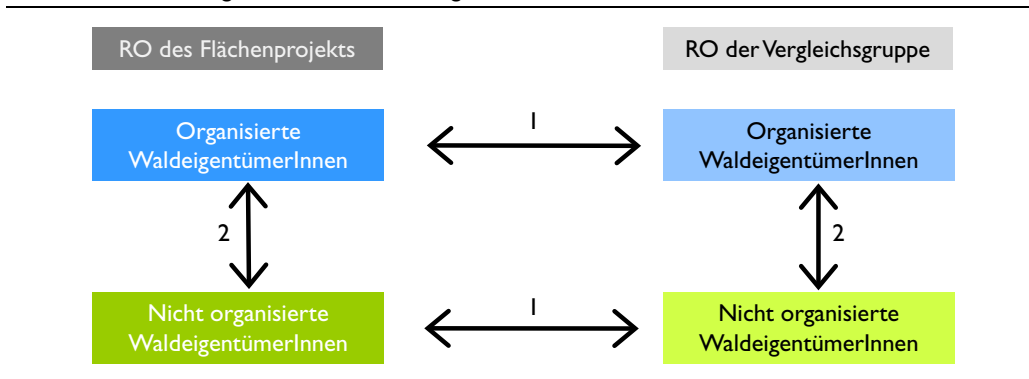 RO des Flächenprojekts
RO der Vergleichsgruppe
Organisierte
WaldeigentümerInnen
1
Organisierte
WaldeigentümerInnen
2
2
Nicht organisierte
WaldeigentümerInnen
1
Nicht organisierte
WaldeigentümerInnen